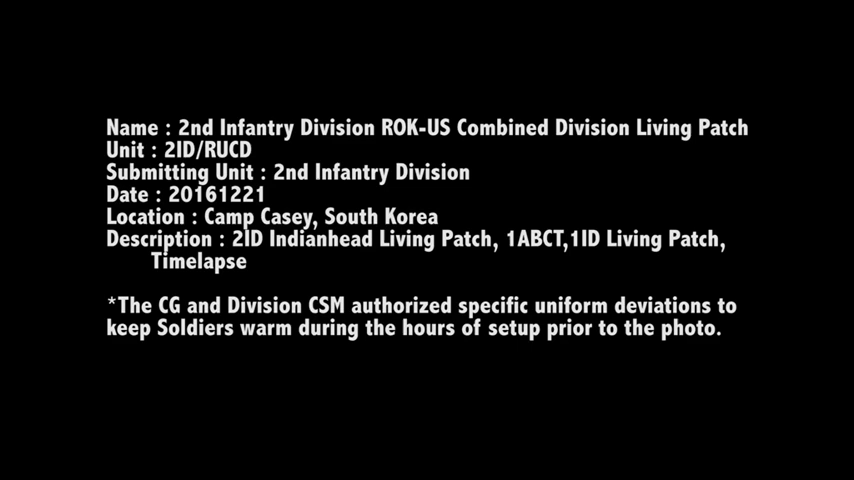 Name : 2nd Infantry Division ROK-US Combined Division Living Patch
Unit : 2ID/RUCD
Submitting Unit : 2nd Infantry Division
Date : 20161221
Location : Camp Casey, South Korea
Description : 2ID Indianhead Living Patch, 1ABCT,1ID Living Patch,
Timelapse
*The CG and Division CSM authorized specific uniform deviations to
keep Soldiers warm during the hours of setup prior to the photo.